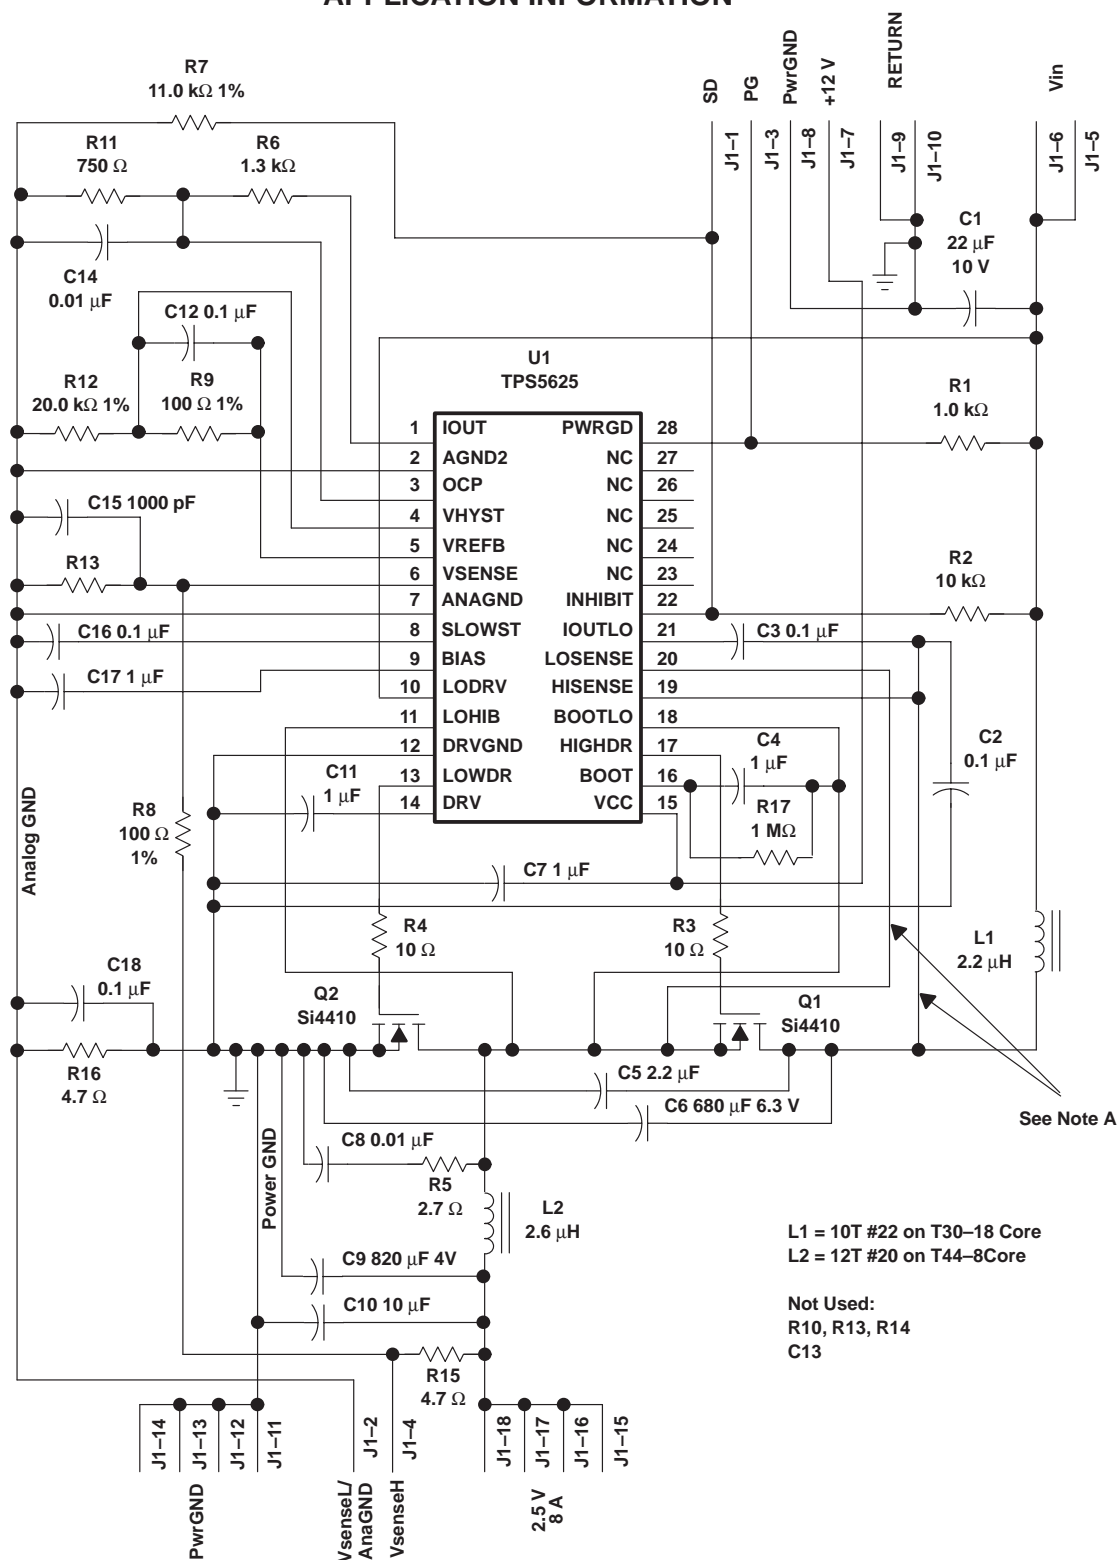 APPLICATION INFORMATION
R7
11.0 kΩ 1%
R11
750 Ω
R6
1.3 kΩ
C14
0.01 μF
C12 0.1 μF
R12
20.0 kΩ 1%
R9
100 Ω 1%
C15 1000 pF
R13
C16 0.1 μF
C17 1 μF
Analog GND
R8
100 Ω
1%
C11
1 μF
SD
J1–1
PG
J1–3
PwrGND
J1–8
+12 V
J1–7
RETURN
J1–9
J1–10
Vin
J1–6
J1–5
C1
22 μF
10 V
R1
1.0 kΩ
R2
10 kΩ
U1
TPS5625
1 IOUT PWRGD 28
2 AGND2 NC 27
3 OCP NC 26
4 VHYST NC 25
5 VREFB NC 24
6 VSENSE NC 23
7 ANAGND INHIBIT 22
8 SLOWST IOUTLO 21
9 BIAS LOSENSE 20
10 LODRV HISENSE 19
11 LOHIB BOOTLO 18
12 DRVGND HIGHDR 17
13 LOWDR BOOT 16
14 DRV VCC 15
C3 0.1 μF
C2
0.1 μF
C4
1 μF
R17
1 MΩ
C7 1 μF
R4
10 Ω
R3
10 Ω
L1
2.2 μH
C18
0.1 μF
Q2
Si4410
Q1
Si4410
R16
4.7 Ω
C5 2.2 μF
C6 680 μF 6.3 V
See Note A
C8 0.01 μF
R5
2.7 Ω
Power GND
L2
2.6 μH
C9 820 μF 4V
C10 10 μF
R15
4.7 Ω
L1 = 10T #22 on T30–18 Core
L2 = 12T #20 on T44–8Core
Not Used:
R10, R13, R14
C13
J1–14
J1–13
J1–12
J1–11
PwrGND
J1–2
VsenseL/
AnaGND
J1–4
VsenseH
J1–18
J1–17
J1–16
J1–15
2.5 V
8 A